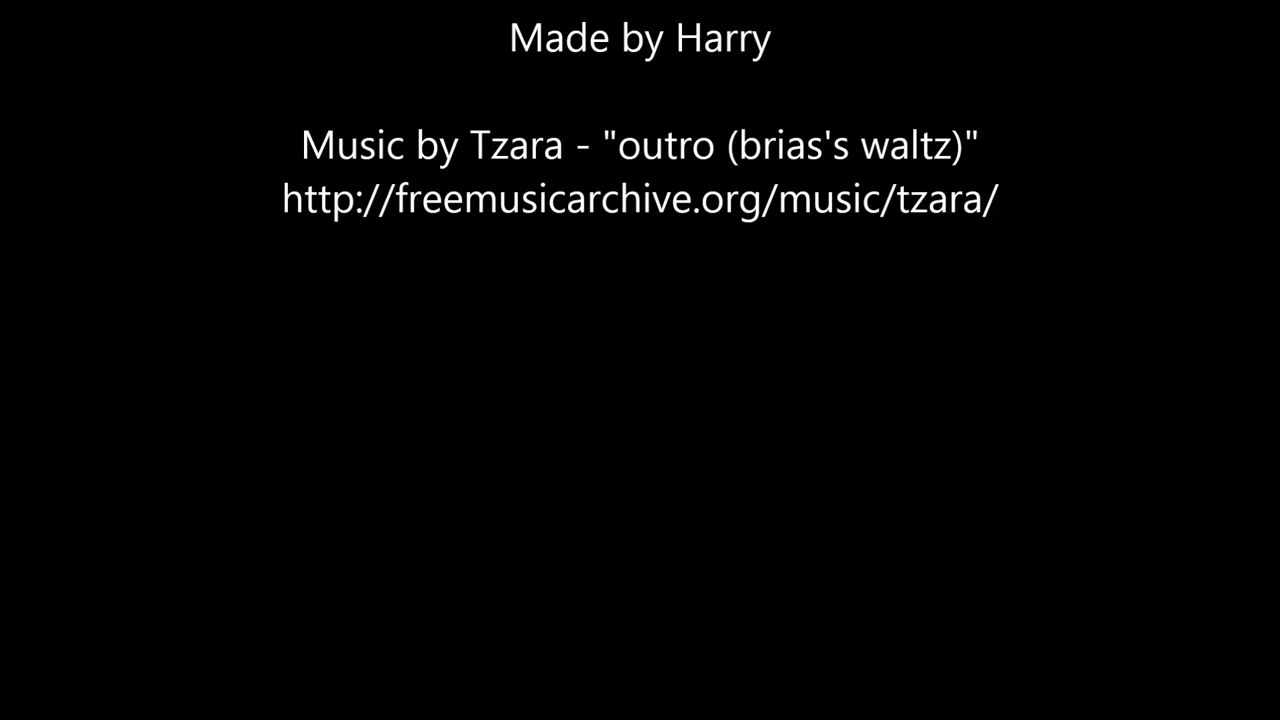 Made by Harry
Music by Tzara - "outro (brias's waltz)"
http://freemusicarchive.org/music/tzara/